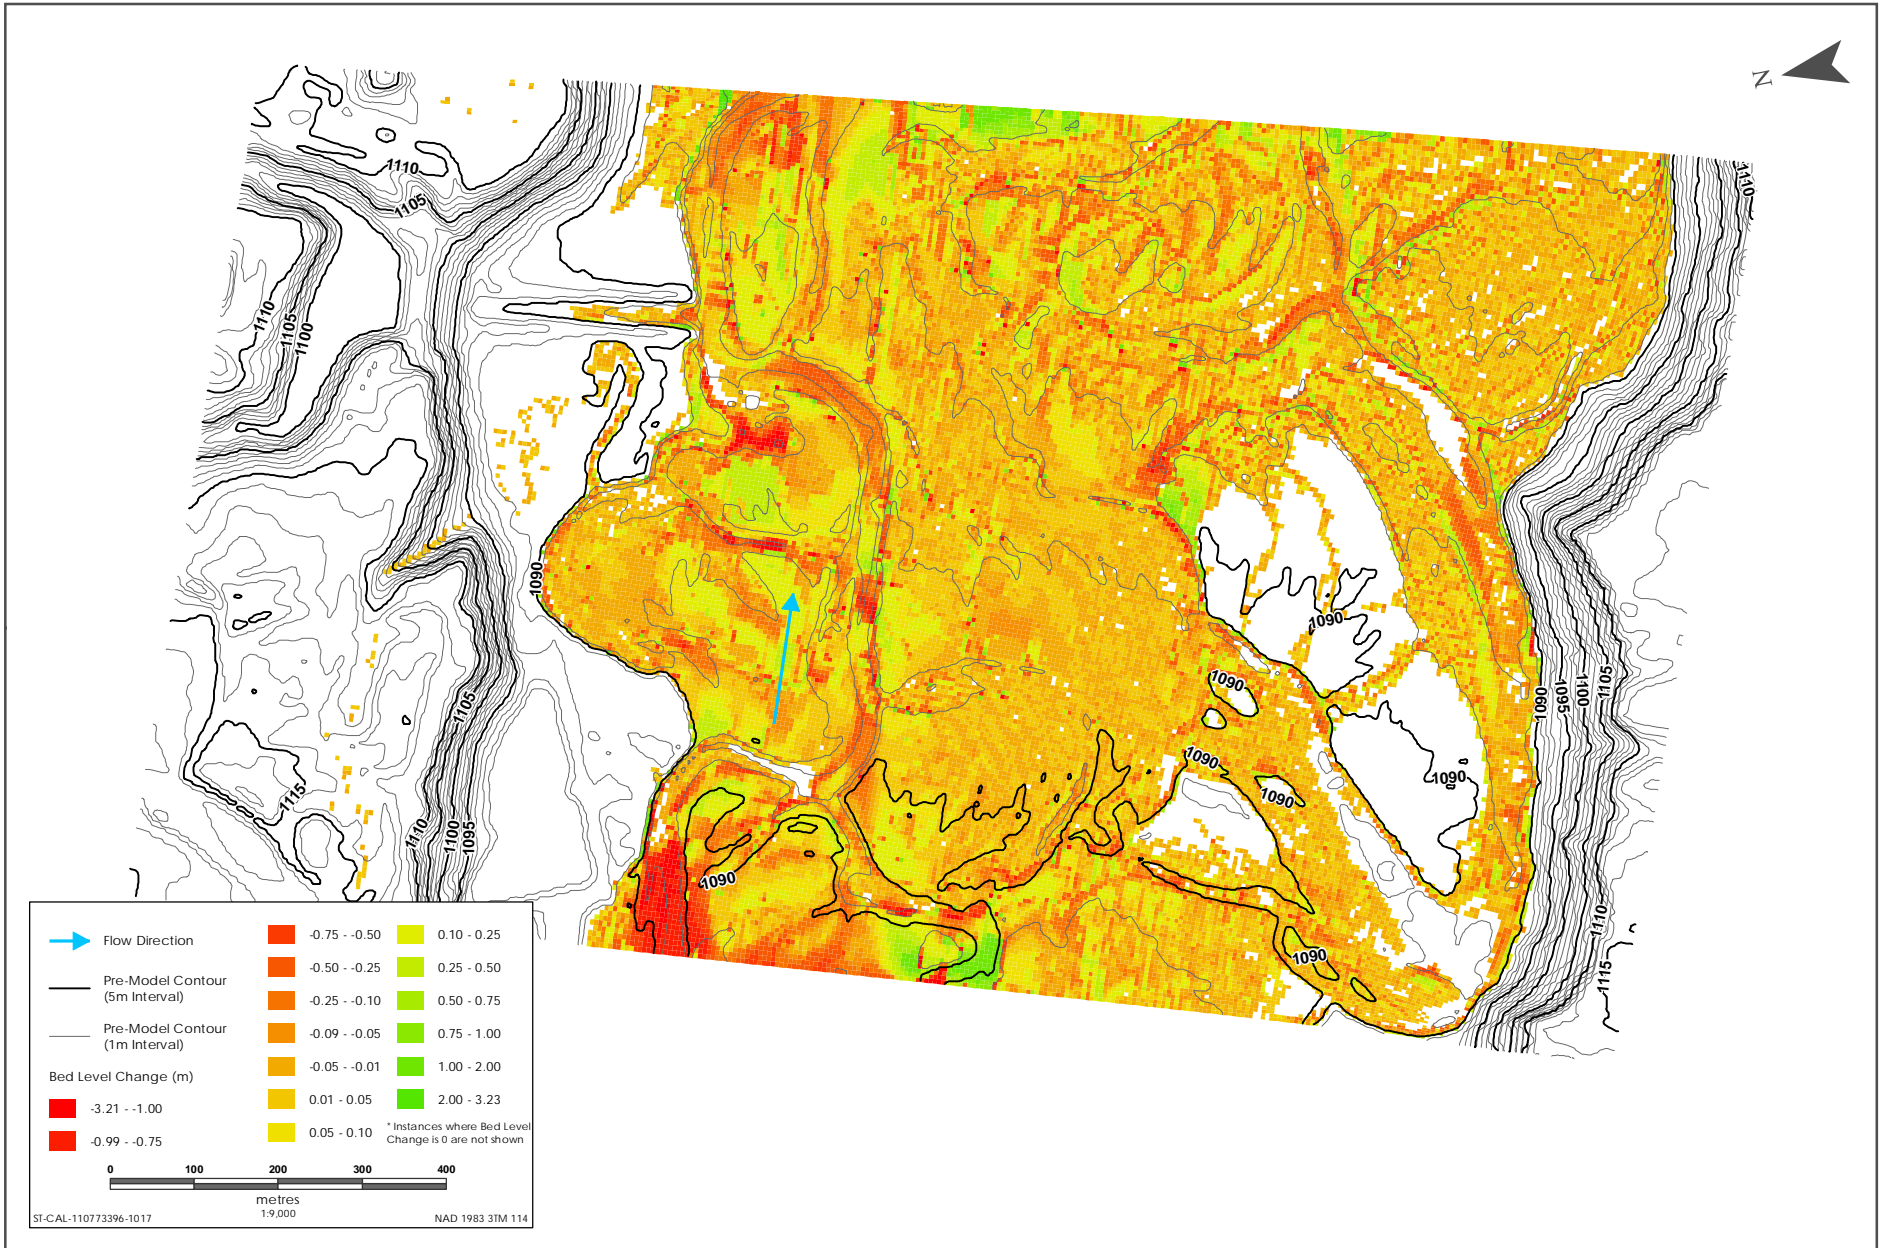 N
1110
1110
1105
1110
1105
1100
1090
1090
1105
1090
1090
1095
1100
1105
1090
1090
1090
1115
1110
1100
1095
1090
1110
1090
1115
Flow Direction
Pre-Model Contour
(5m Interval)
Pre-Model Contour
(1m Interval)
Bed Level Change (m)
-3.21 - -1.00
-0.99 - -0.75
-0.75 - -0.50
-0.50 - -0.25
-0.25 - -0.10
-0.09 - -0.05
-0.05 - -0.01
0.01 - 0.05
0.05 - 0.10
0.10 - 0.25
0.25 - 0.50
0.50 - 0.75
0.75 - 1.00
1.00 - 2.00
2.00 - 3.23
* Instances where Bed Level
Change is 0 are not shown
0 100 200 300 400
metres
1:9,000
ST-CAL-110773396-1017
NAD 1983 3TM 114